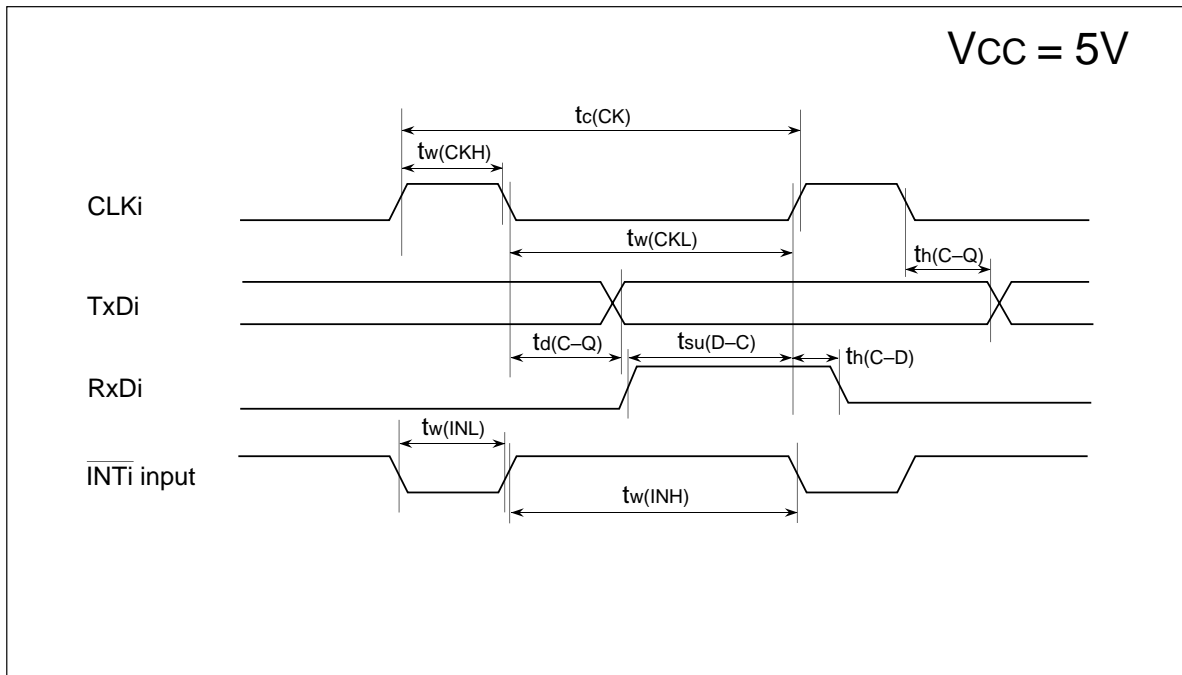 VCC = 5V
tc(CK)
tw(CKH)
CLKi
tw(CKL)
th(C–Q)
TxDi
td(C–Q)
tsu(D–C)
th(C–D)
RxDi
tw(INL)
INTi input
tw(INH)